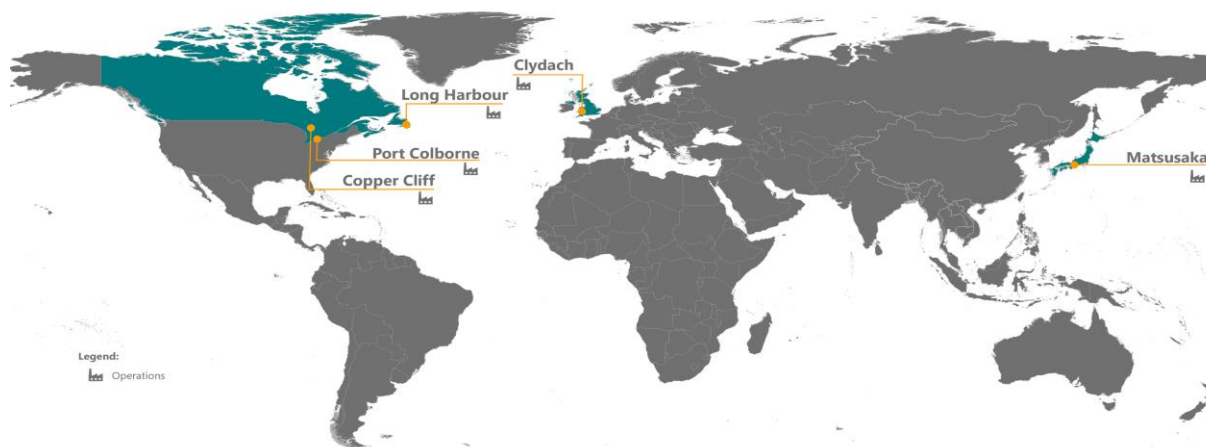 Clydach
Long Harbour
Port Colborne
Matsusaka
Copper Cliff
Legend:
Operations